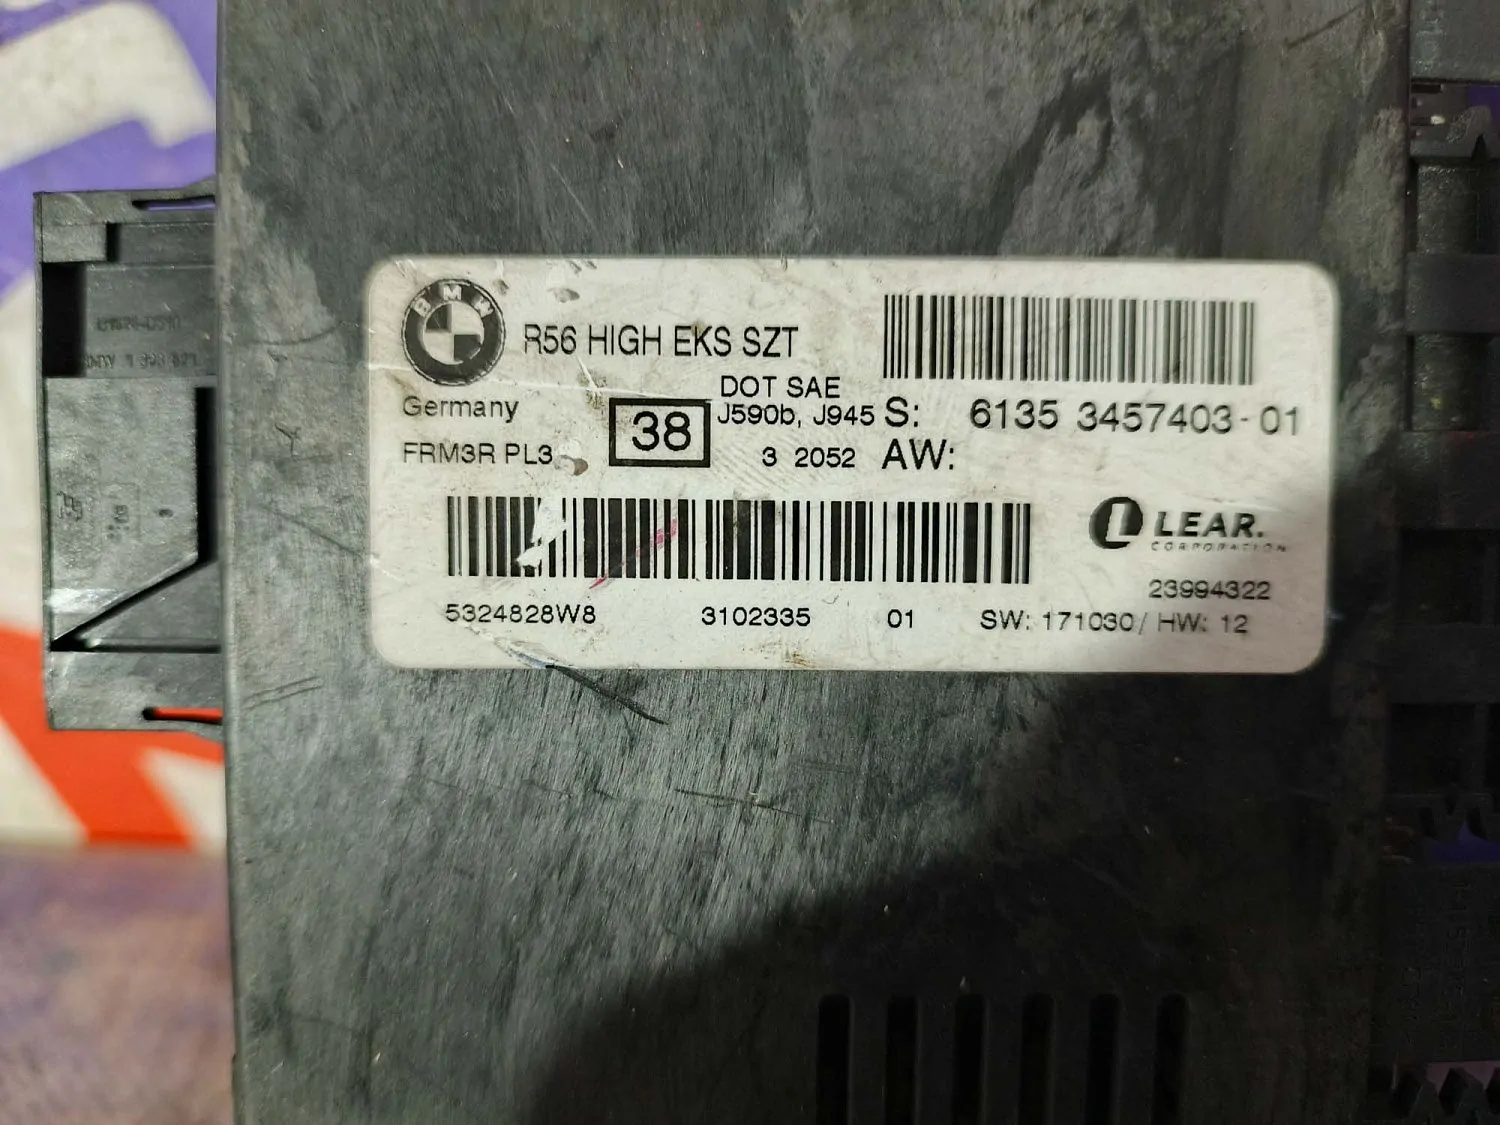 BMW
R56 HIGH EKS SZT
DOT SAE
Germany
38
J590b, J945
S: 6135 3457403-01
FRM3R PL3
3 2052
AW:
LEAR.
CORPORATION
23994322
5324828W8 3102335 01 SW: 171030/ HW: 12